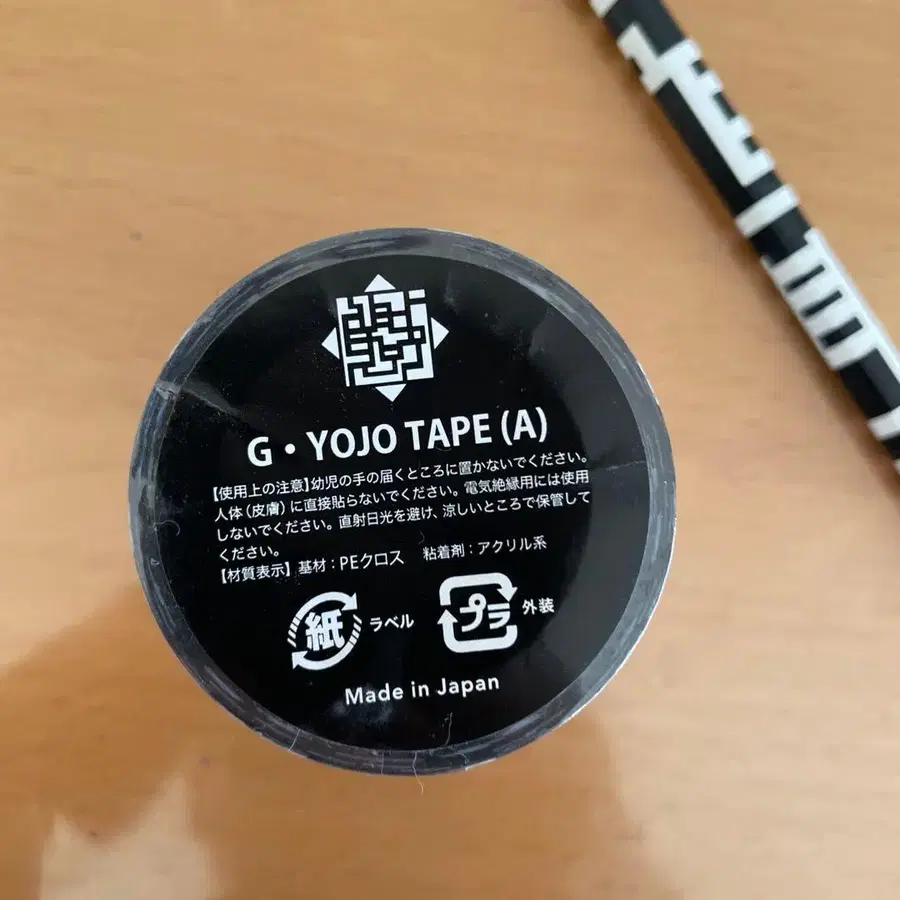 G・YOJO TAPE (A)
【使用上の注意】幼児の手の届くところに置かないでください。
人体（皮膚）に直接貼らないでください。電気絶縁用には使用
しないでください。直射日光を避け、涼しいところで保管して
ください。
【材質表示】基材：PEクロス 粘着剤：アクリル系
紙 ラベル プラ 外装
Made in Japan